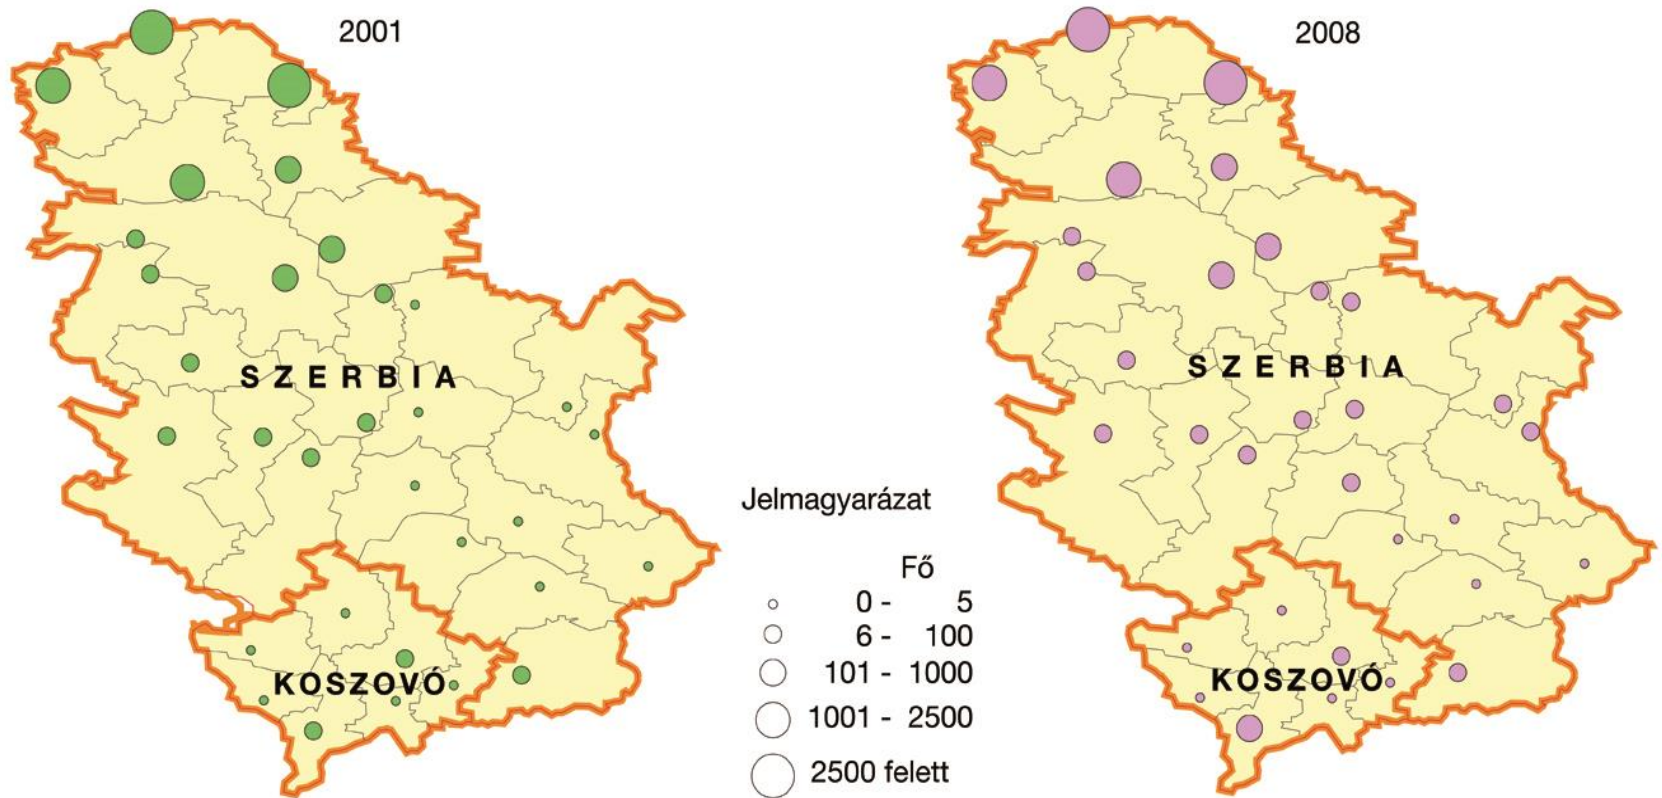 2001
2008
SZERBIA
SZERBIA
Jelmagyarázat
Fő
0 - 5
6 - 100
101 - 1000
1001 - 2500
2500 felett
KOSZOVÓ
KOSZOVÓ